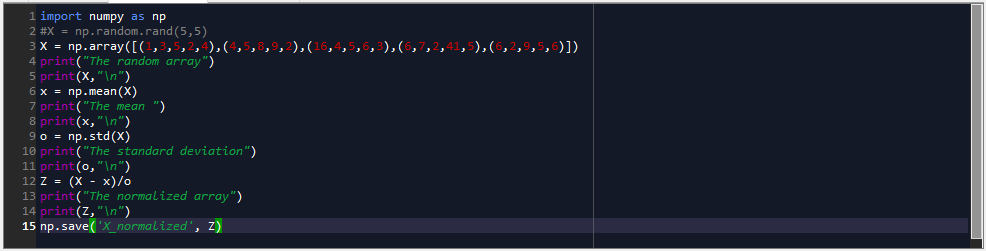 1 import numpy as np
2 #X = np.random.rand(5,5)
3 X = np.array([(1,3,5,2,4),(4,5,8,9,2),(16,4,5,6,3),(6,7,2,41,5),(6,2,9,5,6)])
4 print("The random array")
5 print(X,"\n")
6 x = np.mean(X)
7 print("The mean ")
8 print(x,"\n")
9 o = np.std(X)
10 print("The standard deviation")
11 print(o,"\n")
12 Z = (X - x)/o
13 print("The normalized array")
14 print(Z,"\n")
15 np.save('X_normalized', Z)